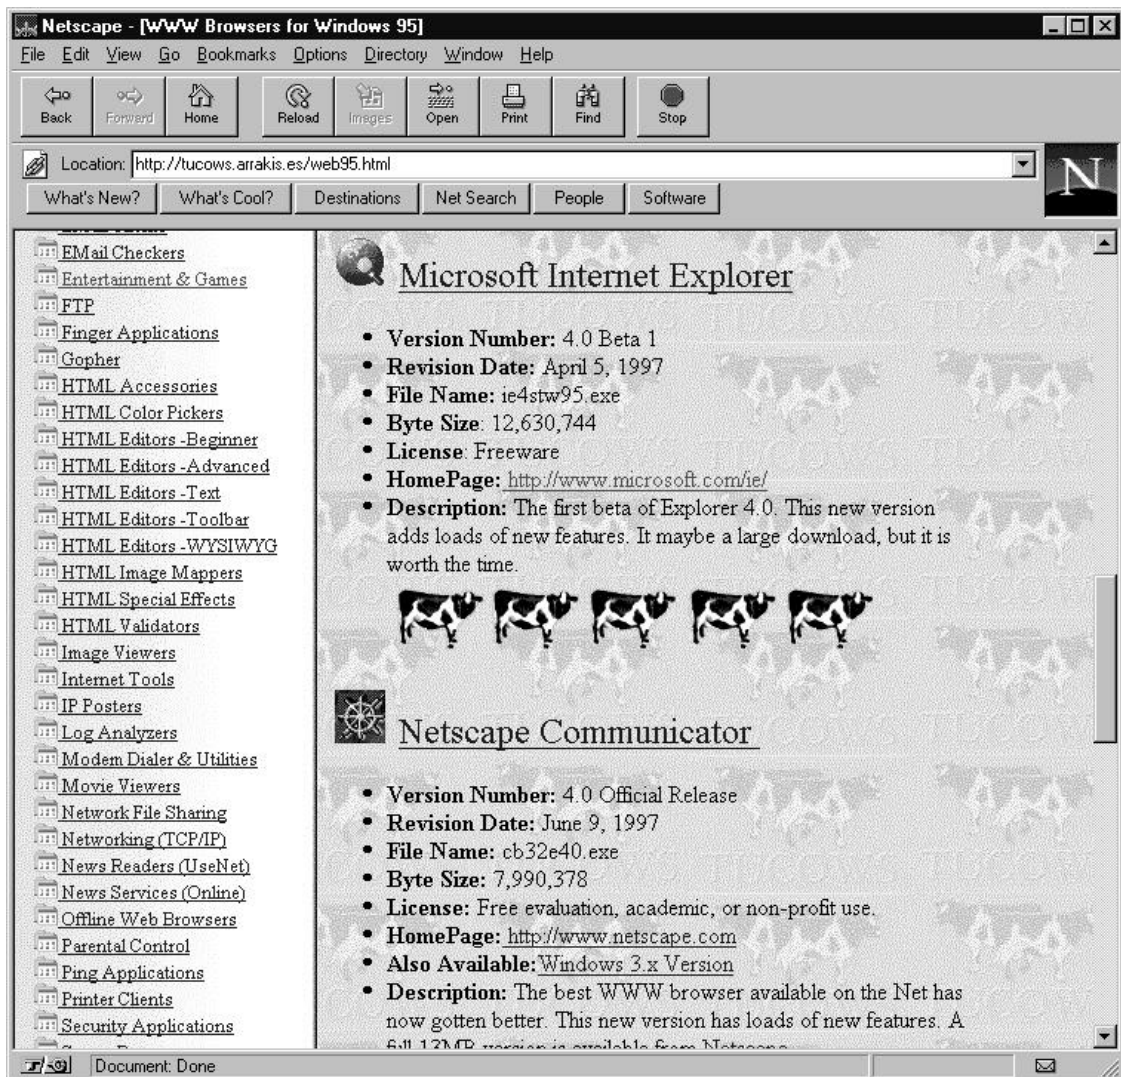 Netscape - [WWW Browsers for Windows 95]
File Edit View Go Bookmarks Options Directory Window Help
Back Forward Home Reload Images Open Print Find Stop
Location: http://tucows.arrakis.es/web95.html
N
What's New? What's Cool? Destinations Net Search People Software
EMail Checkers
Entertainment & Games
FTP
Finger Applications
Gopher
HTML Accessories
HTML Color Pickers
HTML Editors -Beginner
HTML Editors -Advanced
HTML Editors -Text
HTML Editors -Toolbar
HTML Editors -WYSIWYG
HTML Image Mappers
HTML Special Effects
HTML Validators
Image Viewers
Internet Tools
IP Posters
Log Analyzers
Modem Dialer & Utilities
Movie Viewers
Network File Sharing
Networking (TCP/IP)
News Readers (UseNet)
News Services (Online)
Offline Web Browsers
Parental Control
Ping Applications
Printer Clients
Security Applications
Microsoft Internet Explorer
Version Number: 4.0 Beta 1
Revision Date: April 5, 1997
File Name: ie4stw95.exe
Byte Size: 12,630,744
License: Freeware
HomePage: http://www.microsoft.com/ie/
Description: The first beta of Explorer 4.0. This new version
adds loads of new features. It maybe a large download, but it is
worth the time.
Netscape Communicator
Version Number: 4.0 Official Release
Revision Date: June 9, 1997
File Name: cb32e40.exe
Byte Size: 7,990,378
License: Free evaluation, academic, or non-profit use.
HomePage: http://www.netscape.com
Also Available: Windows 3.x Version
Description: The best WWW browser available on the Net has
now gotten better. This new version has loads of new features. A
full 13MB version is available from Netscape
Document: Done